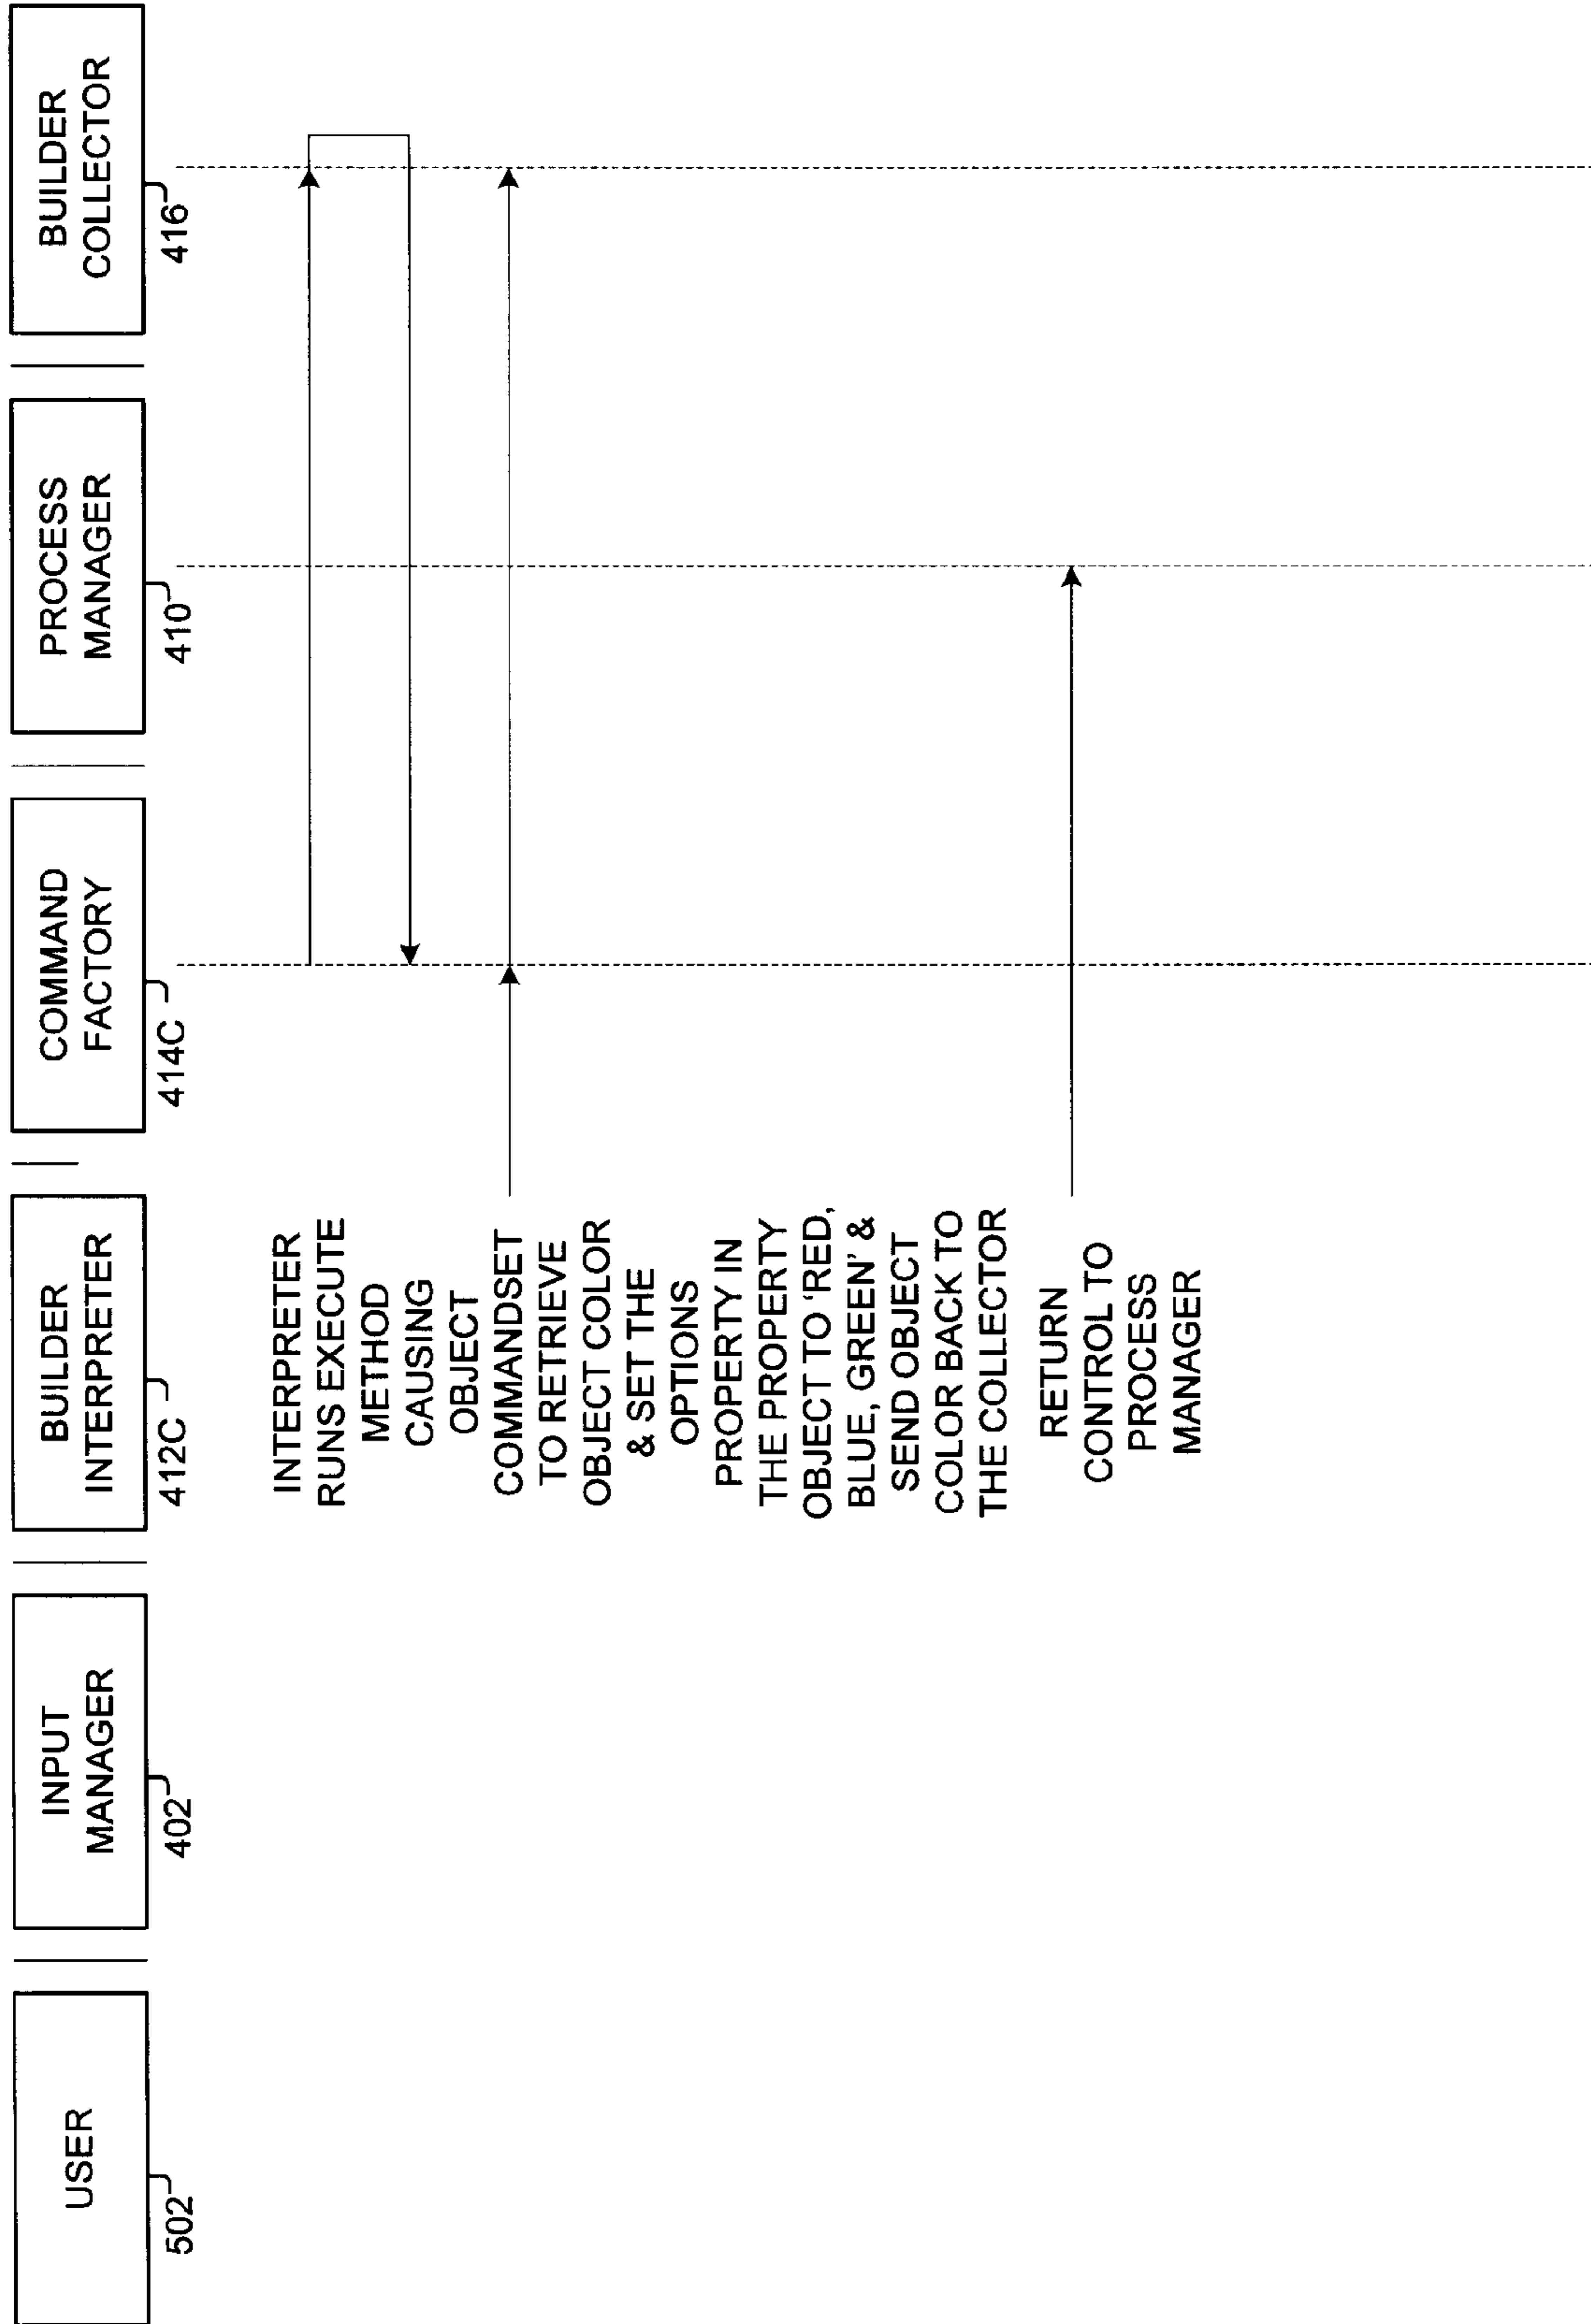 USER
502
INPUT
MANAGER
402
BUILDER
INTERPRETER
412C
COMMAND
FACTORY
414C
PROCESS
MANAGER
410
BUILDER
COLLECTOR
416
INTERPRETER
RUNS EXECUTE
METHOD
CAUSING
OBJECT
COMMANDSET
TO RETRIEVE
OBJECT COLOR
& SET THE
OPTIONS
PROPERTY IN
THE PROPERTY
OBJECT TO 'RED,
BLUE, GREEN' &
SEND OBJECT
COLOR BACK TO
THE COLLECTOR
RETURN
CONTROL TO
PROCESS
MANAGER